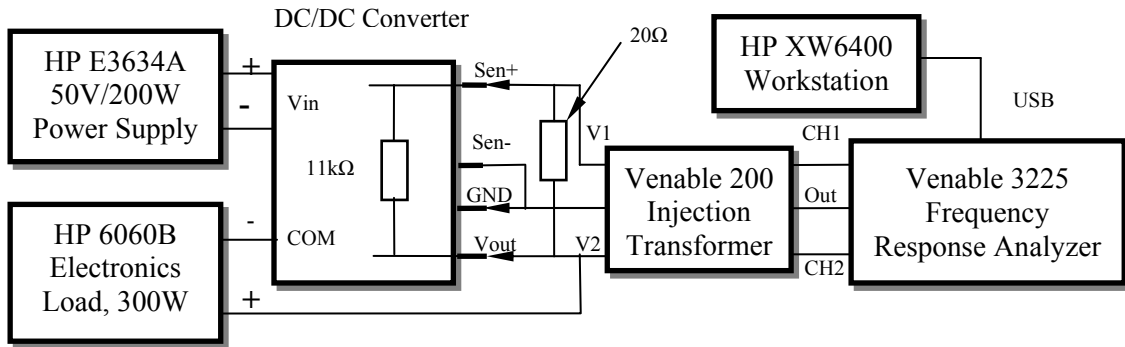 DC/DC Converter
HP E3634A
50V/200W
Power Supply
+
-
Vin
11kΩ
COM
Sen+
Sen-
GND
Vout
20Ω
V1
V2
HP XW6400
Workstation
USB
CH1
Out
CH2
Venable 200
Injection
Transformer
Venable 3225
Frequency
Response Analyzer
HP 6060B
Electronics
Load, 300W
-
+